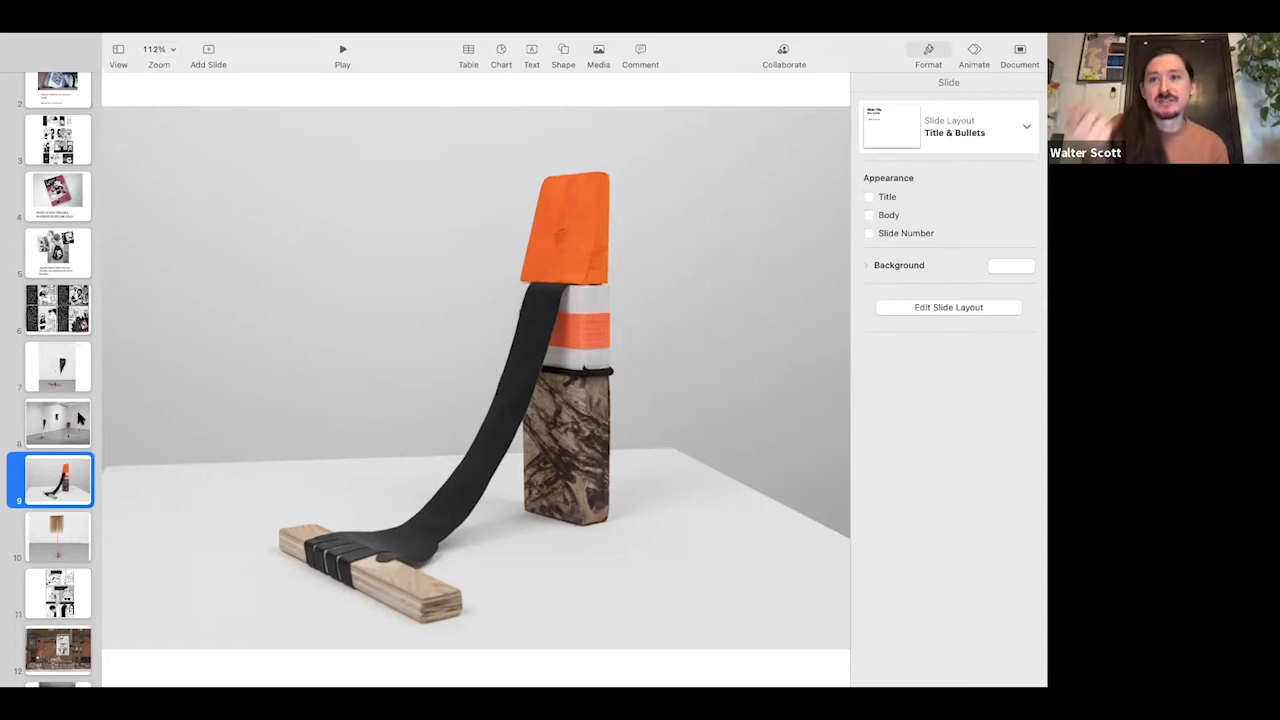 112%
View
Zoom
Add Slide
Play
Table
Chart
Text
Shape
Media
Comment
Collaborate
Format
Animate
Document
Slide
Slide Layout
Title & Bullets
Appearance
Title
Body
Slide Number
Background
Edit Slide Layout
2
3
4
5
6
7
8
9
10
11
12
Walter Scott